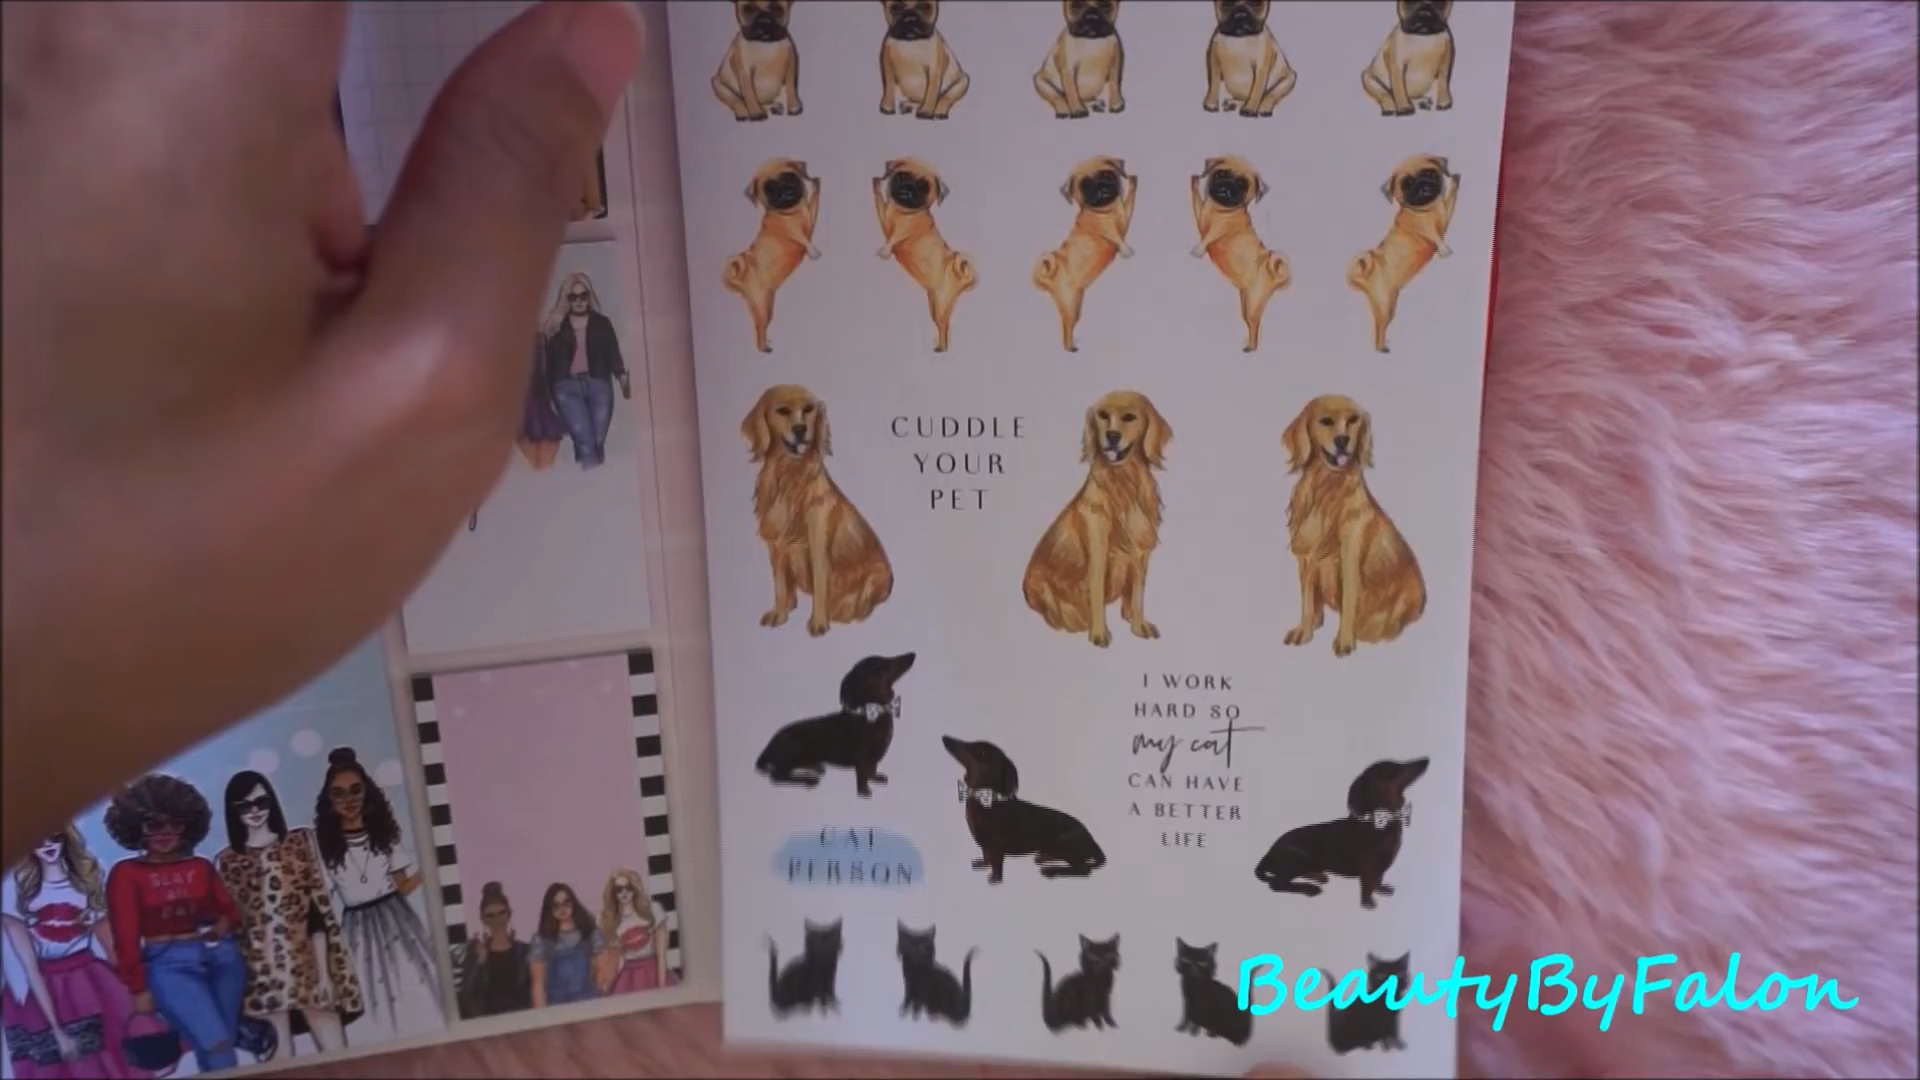 CUDDLE
YOUR
PET
I WORK
HARD SO
my cat
CAN HAVE
A BETTER
LIFE
CAT
PERSON
SLAY
ALL
DAY
BeautyByFalon